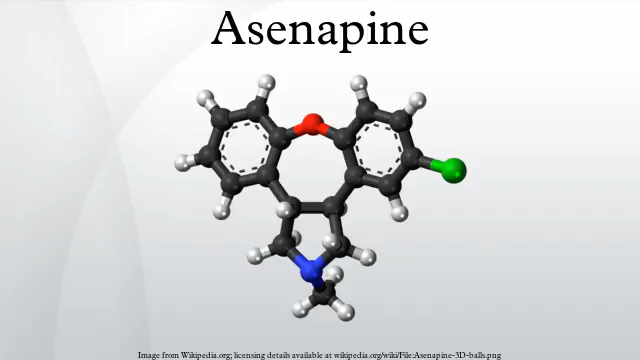 Asenapine
Image from Wikipedia.org; licensing details available at wikipedia.org/wiki/File:Asenapine-3D-balls.png